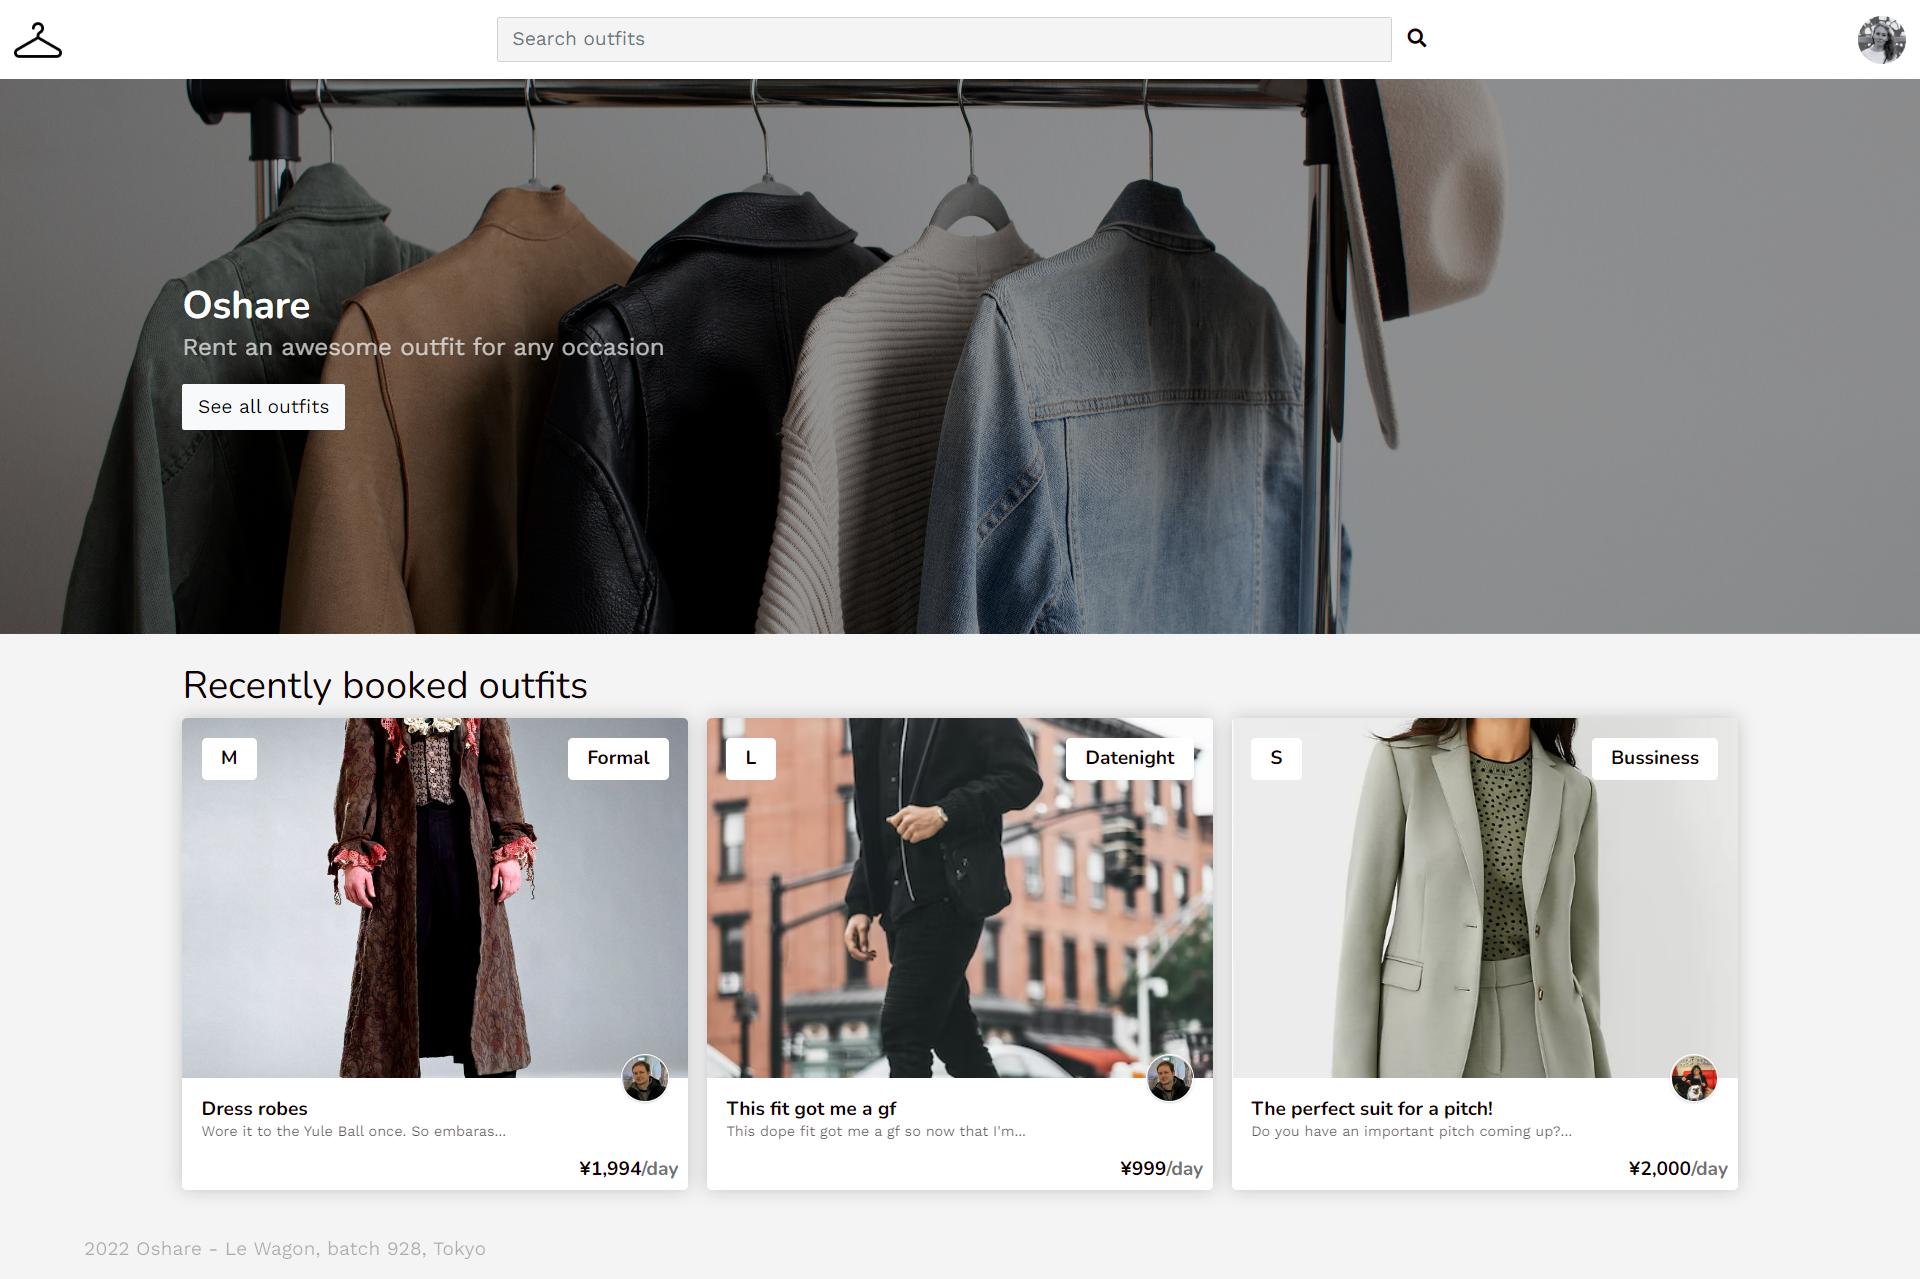 Search outfits
Oshare
Rent an awesome outfit for any occasion
See all outfits
Recently booked outfits
M
Formal
Dress robes
Wore it to the Yule Ball once. So embaras...
¥1,994/day
L
Datenight
This fit got me a gf
This dope fit got me a gf so now that I'm...
¥999/day
S
Bussiness
The perfect suit for a pitch!
Do you have an important pitch coming up?...
¥2,000/day
2022 Oshare - Le Wagon, batch 928, Tokyo